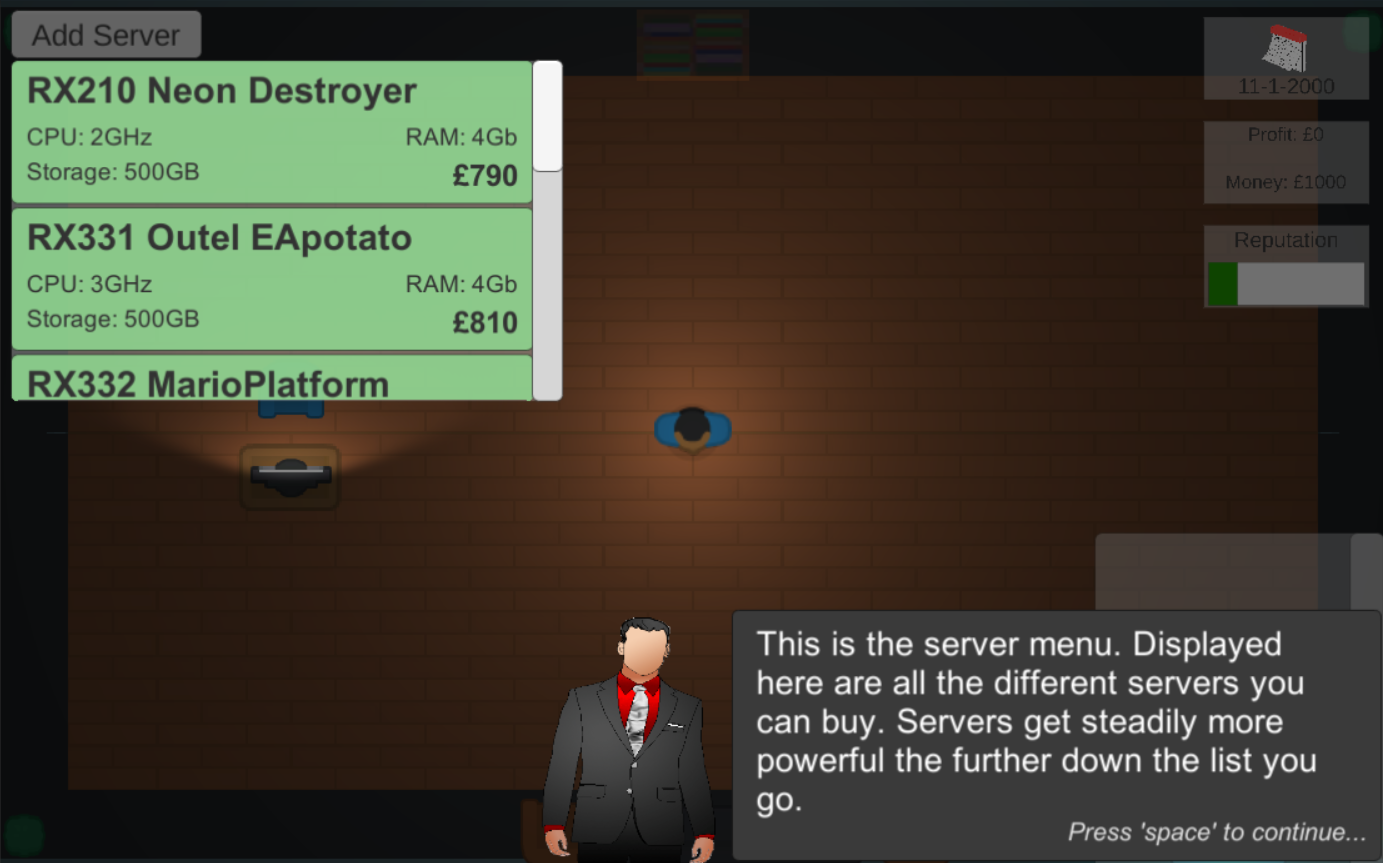 Add Server
RX210 Neon Destroyer
CPU: 2GHz RAM: 4Gb
Storage: 500GB £790
RX331 Outel EApotato
CPU: 3GHz RAM: 4Gb
Storage: 500GB £810
RX332 MarioPlatform
11-1-2000
Profit: £0
Money: £1000
Reputation
This is the server menu. Displayed
here are all the different servers you
can buy. Servers get steadily more
powerful the further down the list you
go.
Press 'space' to continue...